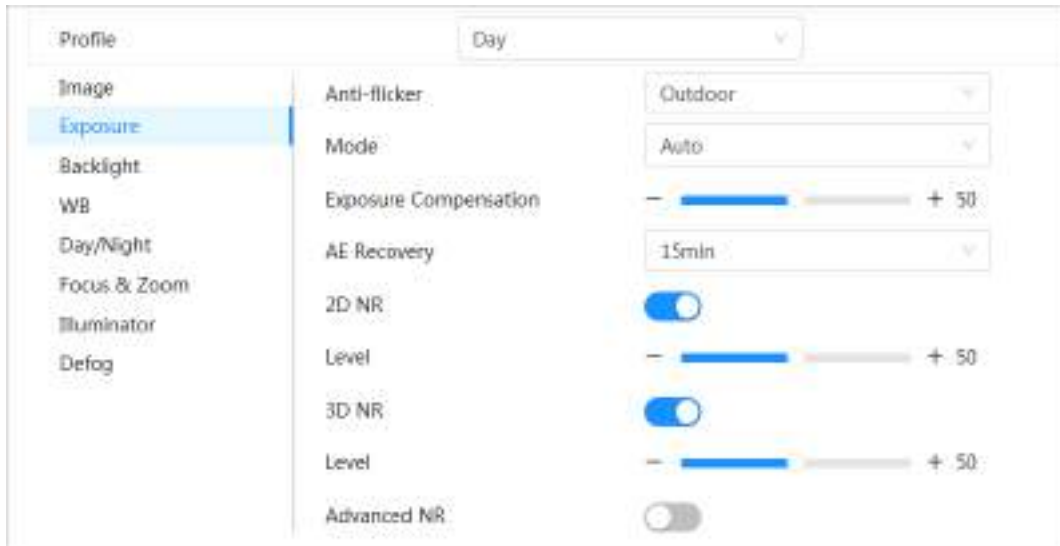 Profile Day
Image
Exposure
Backlight
WB
Day/Night
Focus & Zoom
Illuminator
Defog
Anti-flicker Outdoor
Mode Auto
Exposure Compensation − + 50
AE Recovery 15min
2D NR
Level − + 50
3D NR
Level − + 50
Advanced NR